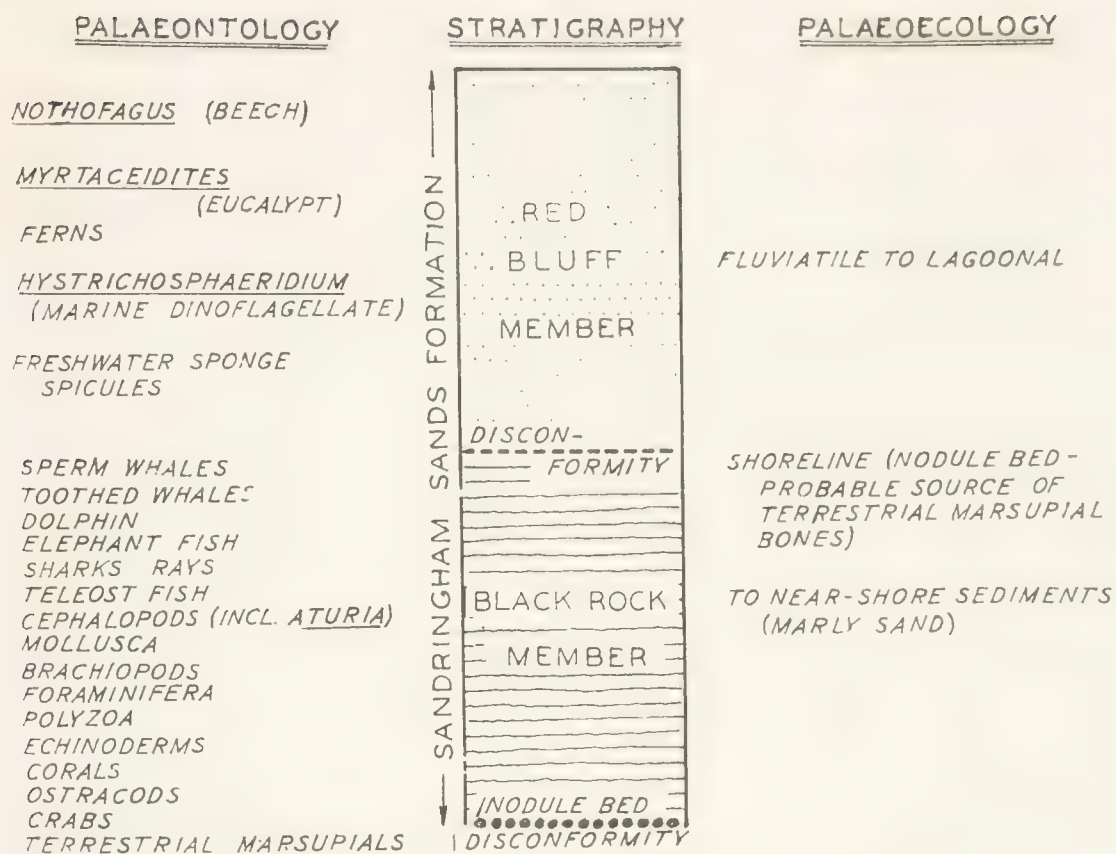 PALAEONTOLOGY
STRATIGRAPHY
PALAEOECOLOGY
NOTHOFAGUS (BEECH)
MYRTACEIDITES
(EUCALYPT)
FERNS
HYSTRICHOSPHAERIDIUM
(MARINE DINOFLAGELLATE)
FRESHWATER SPONGE
SPICULES
SPERM WHALES
TOOTHED WHALES
DOLPHIN
ELEPHANT FISH
SHARKS RAYS
TELEOST FISH
CEPHALOPODS (INCL. ATURIA)
MOLLUSCA
BRACHIOPODS
FORAMINIFERA
POLYZOA
ECHINODERMS
CORALS
OSTRACODS
CRABS
TERRESTRIAL MARSUPIALS
SANDRINGHAM SANDS FORMATION
RED
BLUFF
MEMBER
DISCON-
FORMITY
BLACK ROCK
MEMBER
NODULE BED
DISCONFORMITY
FLUVIATILE TO LAGOONAL
SHORELINE (NODULE BED-
PROBABLE SOURCE OF
TERRESTRIAL MARSUPIAL
BONES)
TO NEAR-SHORE SEDIMENTS
(MARLY SAND)